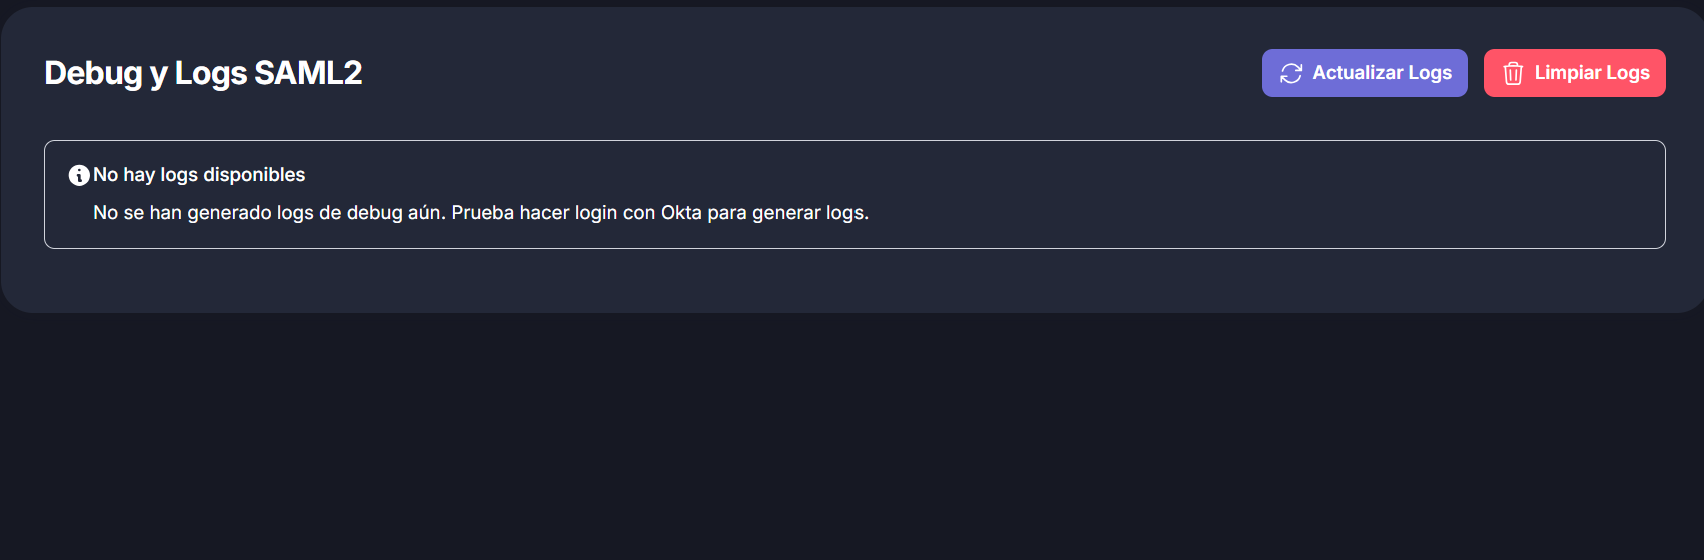 Debug y Logs SAML2
Actualizar Logs
Limpiar Logs
No hay logs disponibles
No se han generado logs de debug aún. Prueba hacer login con Okta para generar logs.